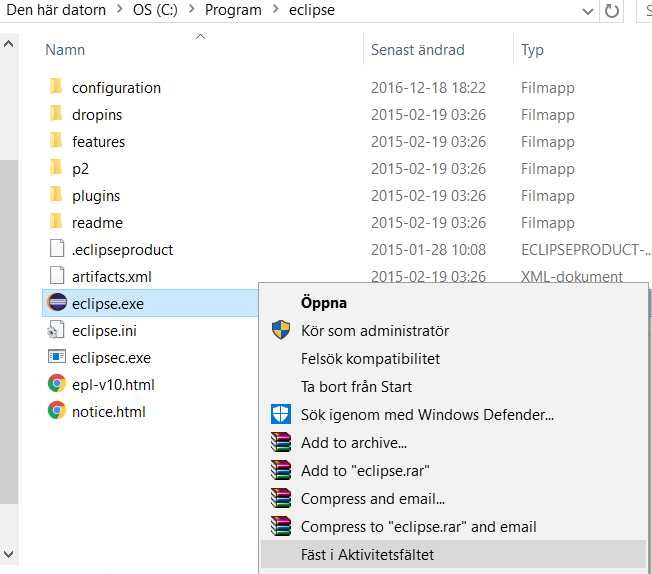 Den här datorn > OS (C:) > Program > eclipse
Namn Senast ändrad Typ
configuration 2016-12-18 18:22 Filmapp
dropins 2015-02-19 03:26 Filmapp
features 2015-02-19 03:26 Filmapp
p2 2015-02-19 03:26 Filmapp
plugins 2015-02-19 03:26 Filmapp
readme 2015-02-19 03:26 Filmapp
.eclipseproduct 2015-01-28 10:08 ECLIPSEPRODUCT-...
artifacts.xml 2015-02-19 03:26 XML-dokument
eclipse.exe
eclipse.ini
eclipsec.exe
epl-v10.html
notice.html
Öppna
Kör som administratör
Felsök kompatibilitet
Ta bort från Start
Sök igenom med Windows Defender...
Add to archive...
Add to "eclipse.rar"
Compress and email...
Compress to "eclipse.rar" and email
Fäst i Aktivitetsfältet